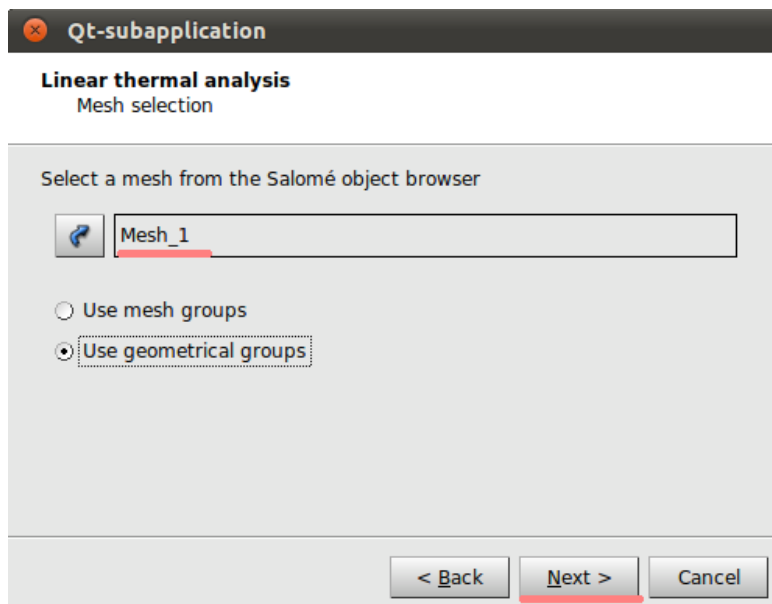 Qt-subapplication
Linear thermal analysis
Mesh selection
Select a mesh from the Salomé object browser
Mesh_1
Use mesh groups
Use geometrical groups
< Back Next > Cancel